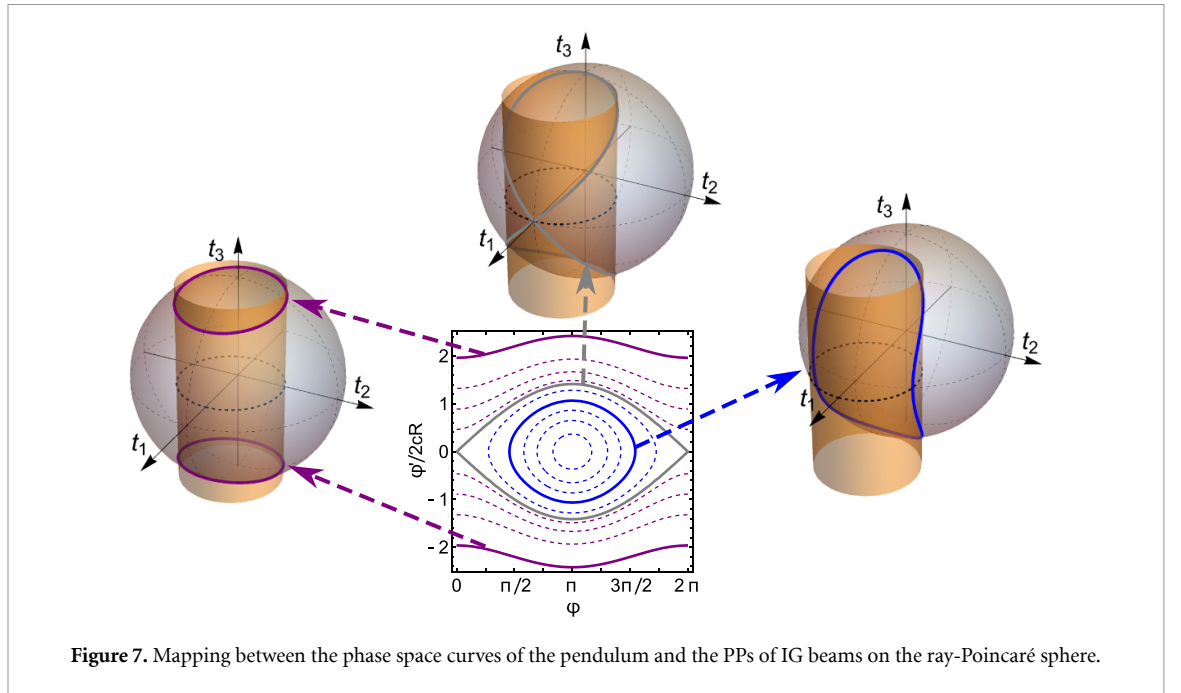 t₃
t₂
t₁
t₃
t₂
t₁
t₃
t₂
t₁
φ'/2cR
2
1
0
-1
-2
0 π/2 π 3π/2 2π
φ
Figure 7. Mapping between the phase space curves of the pendulum and the PPs of IG beams on the ray-Poincaré sphere.